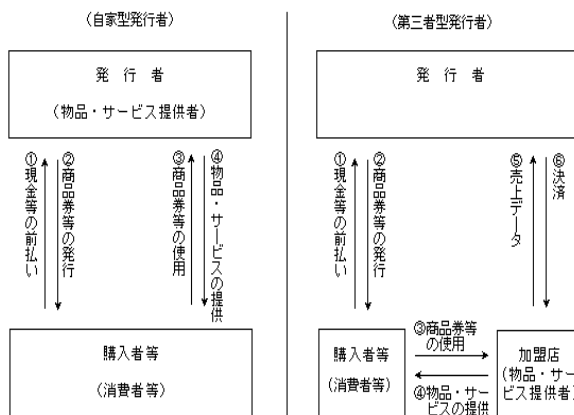 (自家型発行者)
発 行 者
(物品・サービス提供者)
①現金等の前払い
②商品券等の発行
③商品券等の使用
④物品・サービスの提供
購入者等
(消費者等)
(第三者型発行者)
発 行 者
①現金等の前払い
②商品券等の発行
⑤売上データ
⑥決済
購入者等
(消費者等)
③商品券等
の使用
④物品・サー
ビスの提供
加盟店
(物品・サー
ビス提供者)